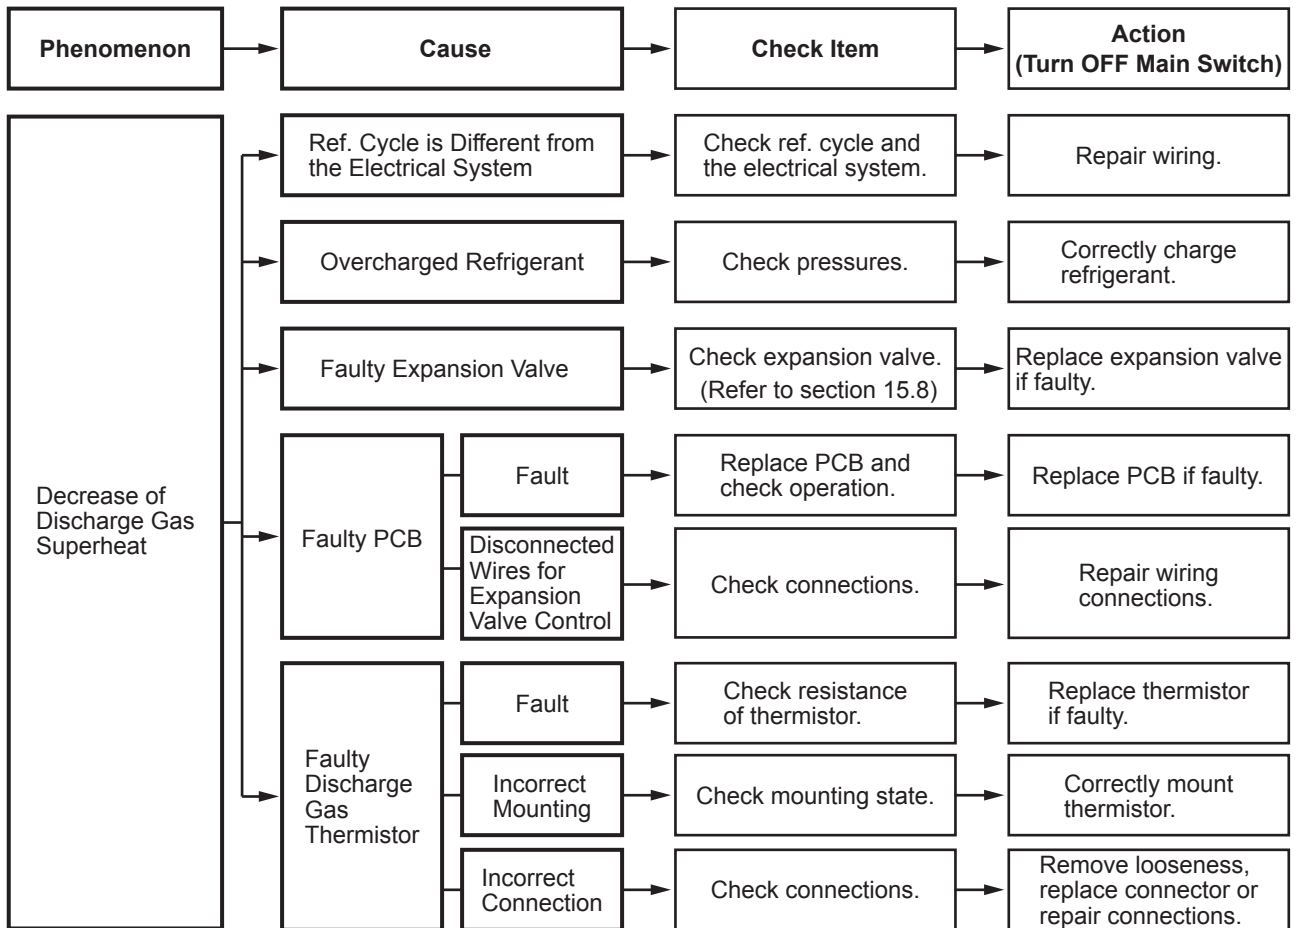 Phenomenon
Cause
Check Item
Action
(Turn OFF Main Switch)
Decrease of
Discharge Gas
Superheat
Ref. Cycle is Different from
the Electrical System
Check ref. cycle and
the electrical system.
Repair wiring.
Overcharged Refrigerant
Check pressures.
Correctly charge
refrigerant.
Faulty Expansion Valve
Check expansion valve.
(Refer to section 15.8)
Replace expansion valve
if faulty.
Faulty PCB
Fault
Replace PCB and
check operation.
Replace PCB if faulty.
Disconnected
Wires for
Expansion
Valve Control
Check connections.
Repair wiring
connections.
Faulty
Discharge
Gas
Thermistor
Fault
Check resistance
of thermistor.
Replace thermistor
if faulty.
Incorrect
Mounting
Check mounting state.
Correctly mount
thermistor.
Incorrect
Connection
Check connections.
Remove looseness,
replace connector or
repair connections.